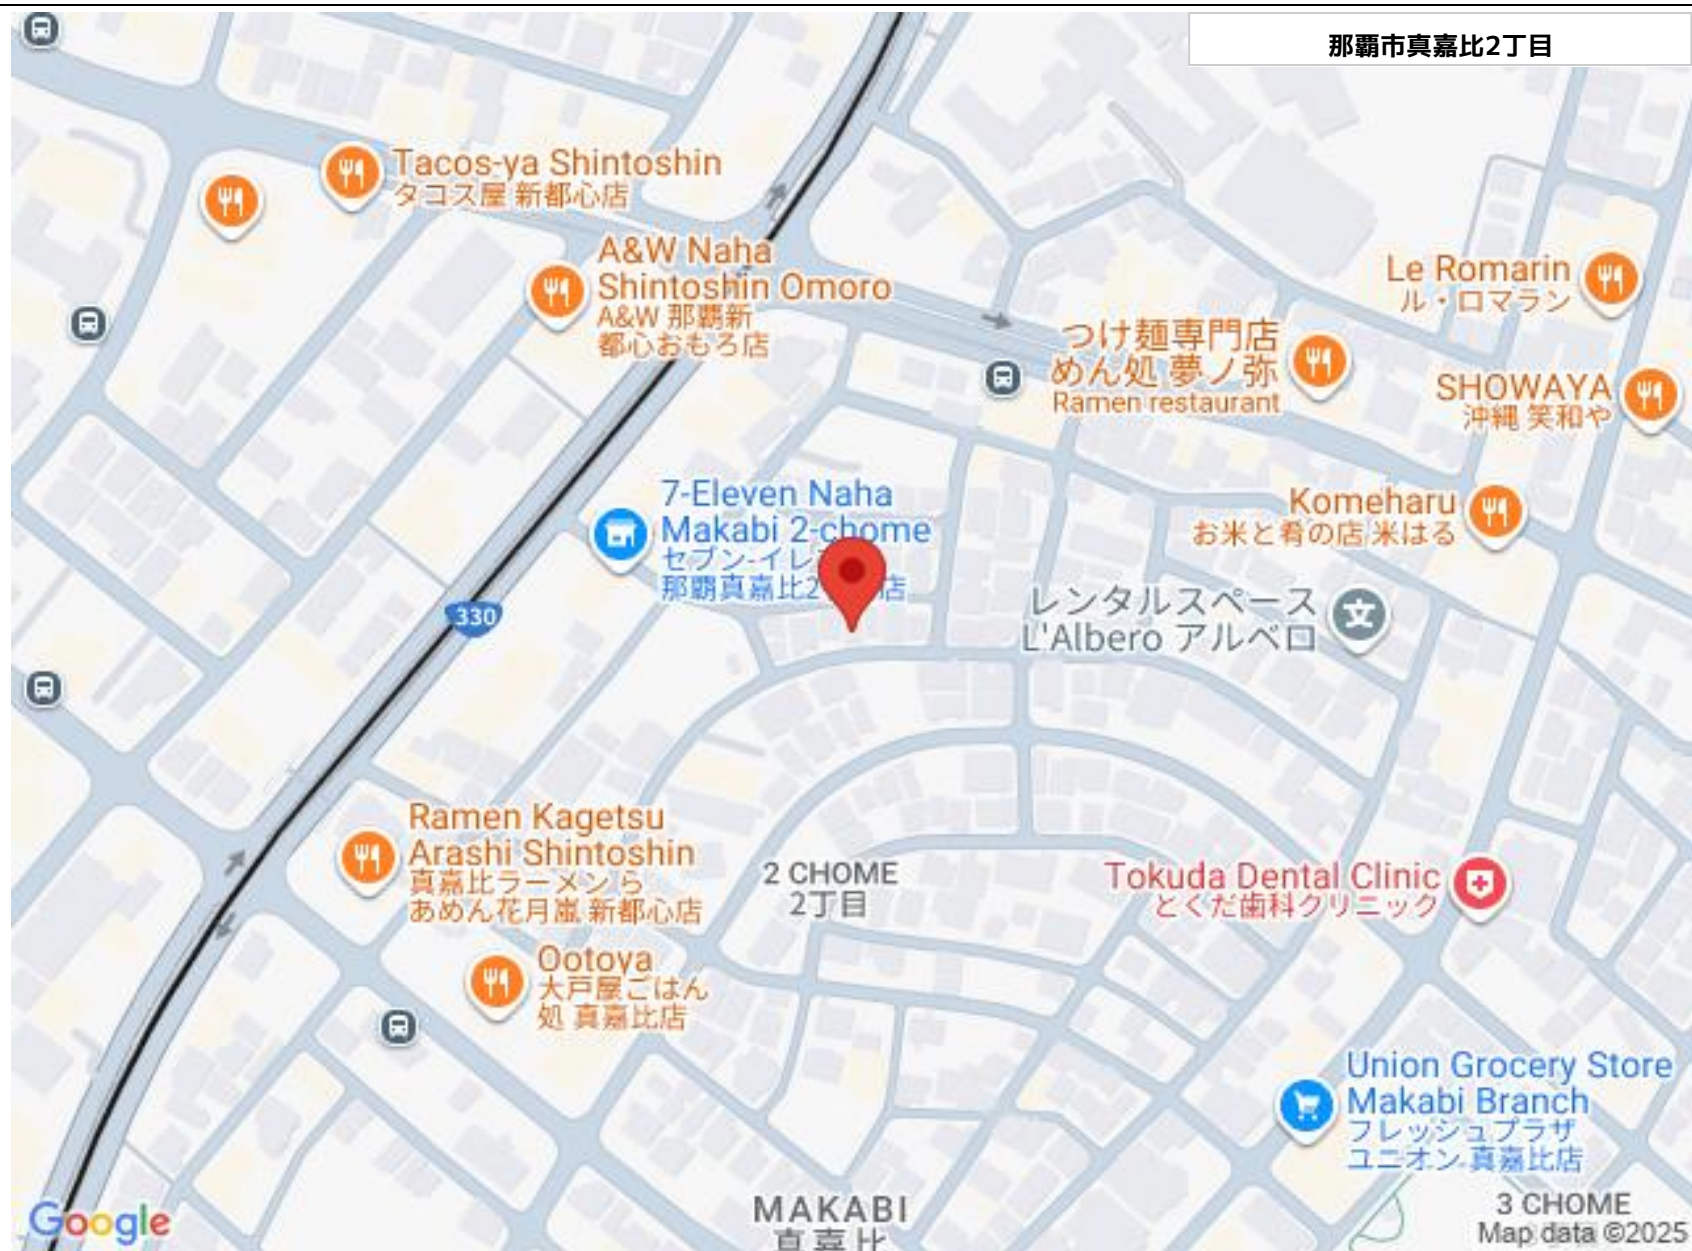 那覇市真嘉比2丁目
Tacos-ya Shintoshin
タコス屋 新都心店
A&W Naha
Shintoshin Omoro
A&W 那覇新
都心おもろ店
Le Romarin
ル・ロマラン
つけ麺専門店
めん処 夢ノ弥
Ramen restaurant
SHOWAYA
沖縄 笑和や
7-Eleven Naha
Makabi 2-chome
セブン-イレ
那覇真嘉比2 店
Komeharu
お米と肴の店 米はる
330
レンタルスペース
L'Albero アルベロ
文
Ramen Kagetsu
Arashi Shintoshin
真嘉比ラーメン ら
あめん花月嵐 新都心店
2 CHOME
2丁目
Tokuda Dental Clinic
とくだ歯科クリニック
Ootoya
大戸屋ごはん
処 真嘉比店
Union Grocery Store
Makabi Branch
フレッシュプラザ
ユニオン 真嘉比店
MAKABI
真嘉比
3 CHOME
Google
Map data ©2025